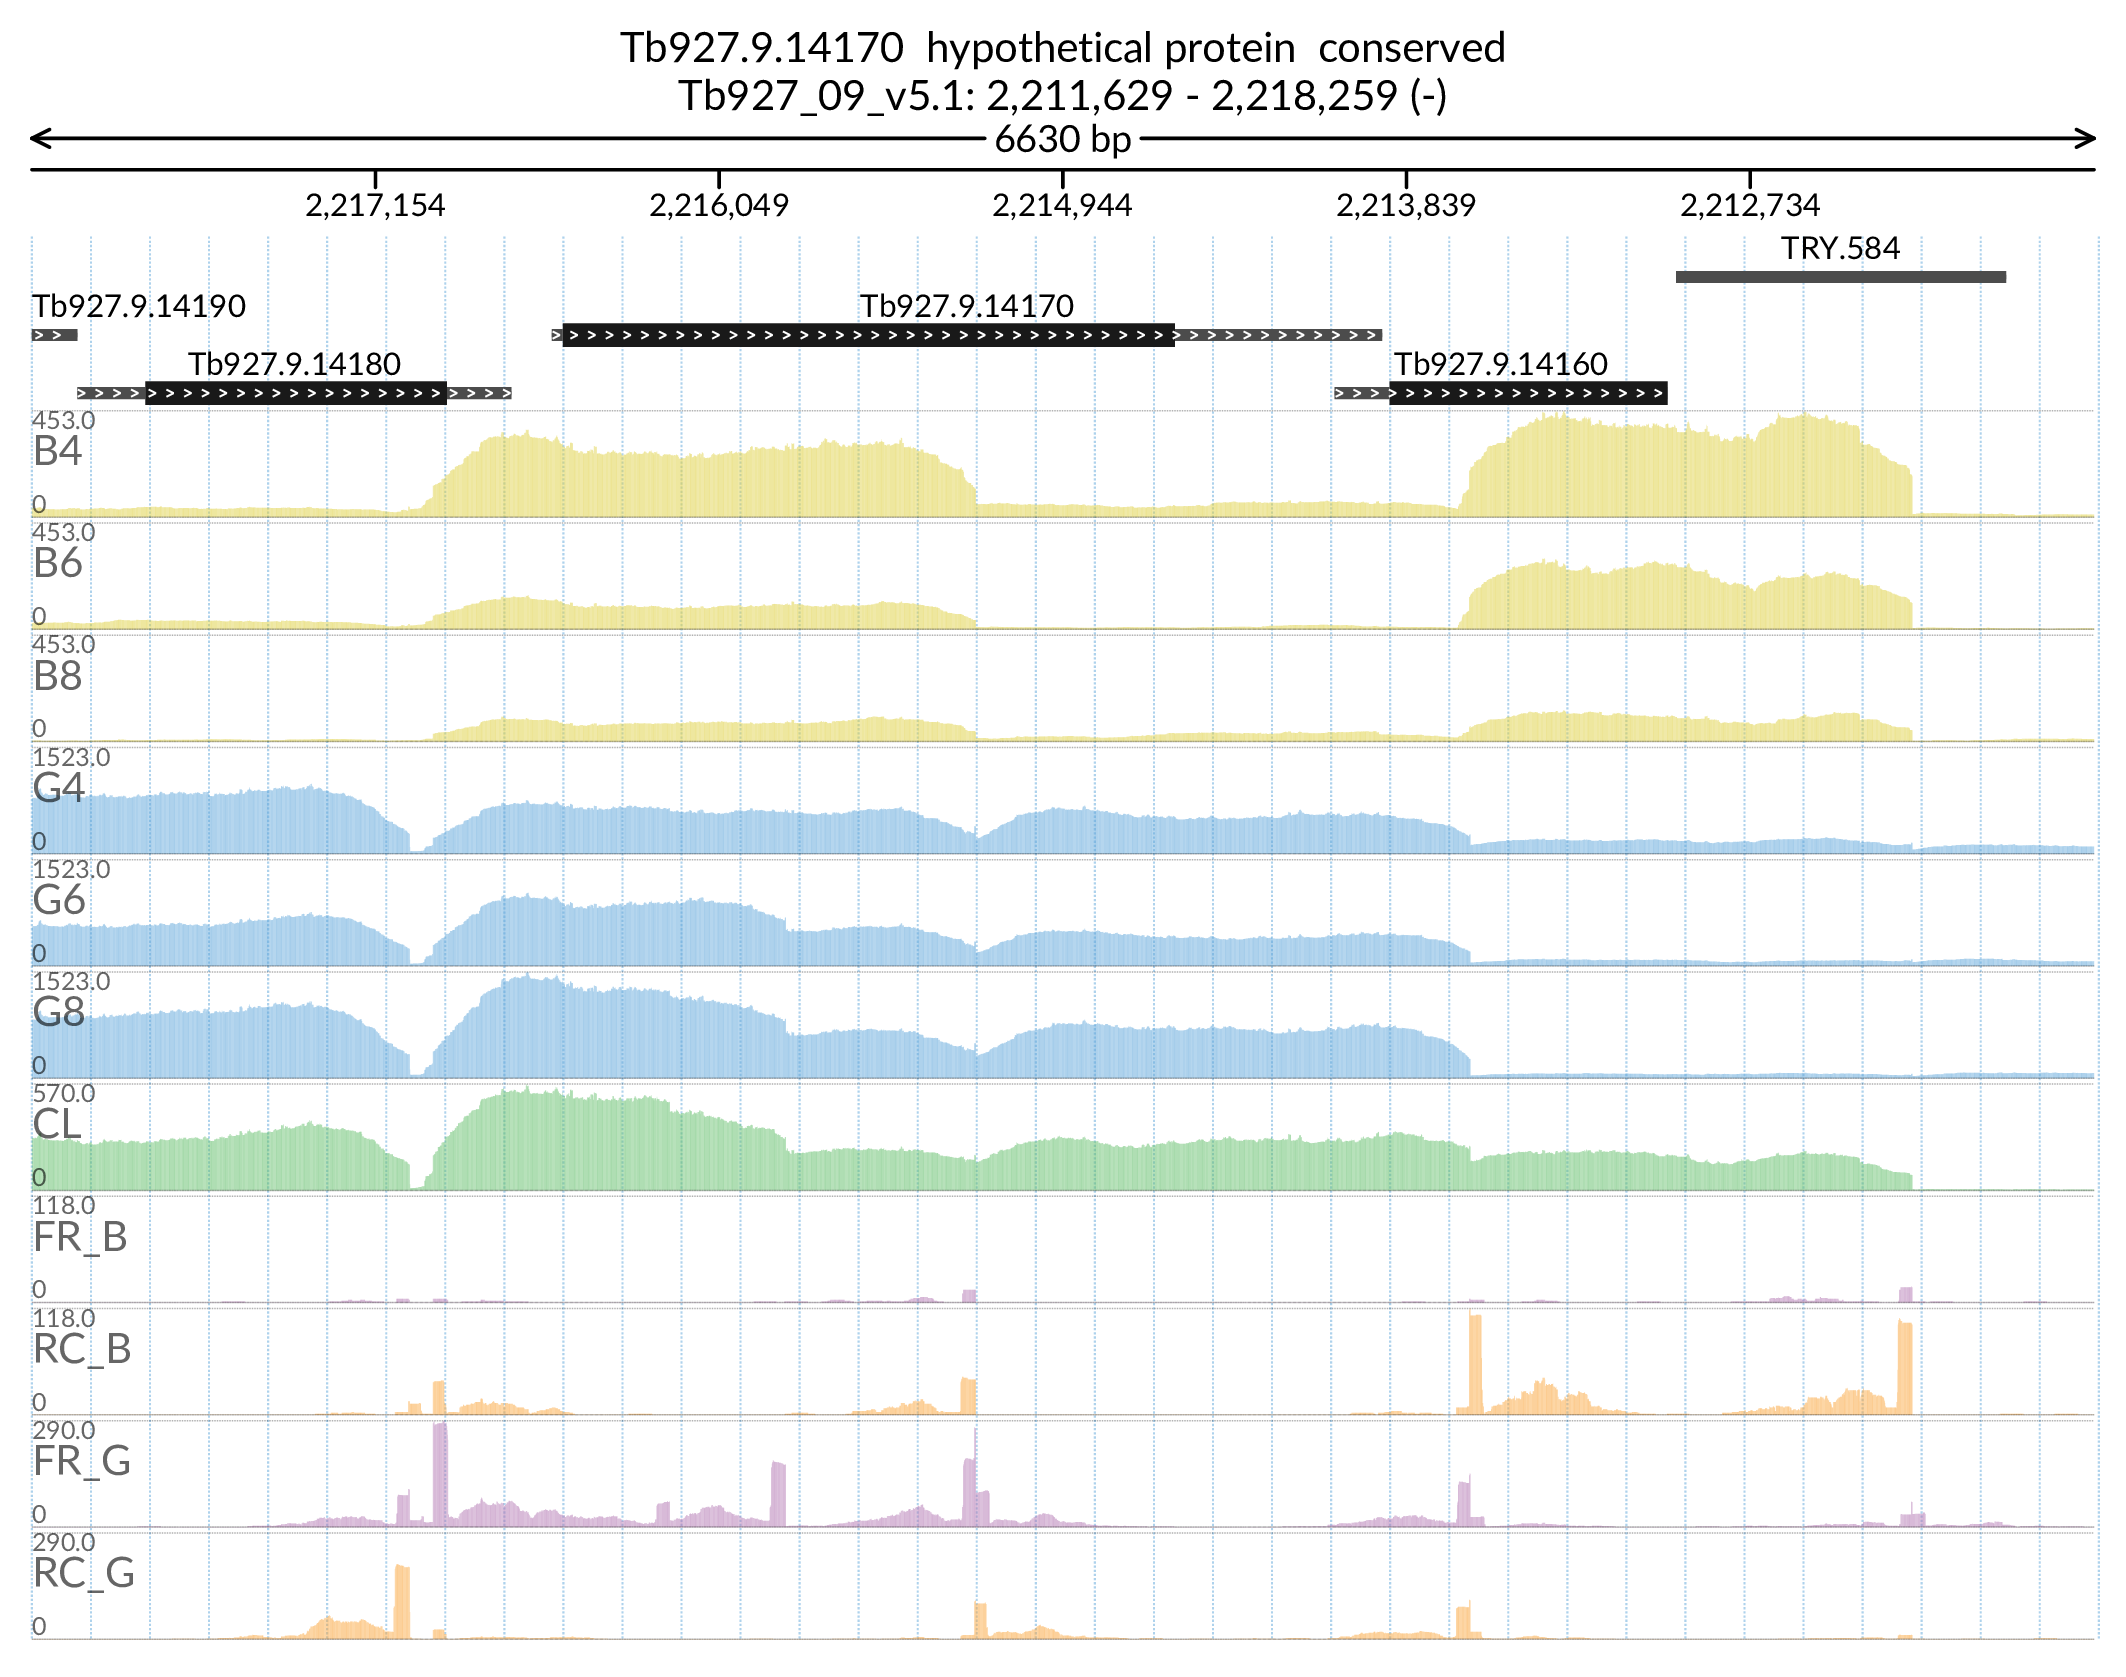 Tb927.9.14170 hypothetical protein conserved
Tb927_09_v5.1: 2,211,629 - 2,218,259 (-)
6630 bp
2,217,154 2,216,049 2,214,944 2,213,839 2,212,734
TRY.584
Tb927.9.14190 Tb927.9.14170
Tb927.9.14180 Tb927.9.14160
453.0
B4
0
453.0
B6
0
453.0
B8
0
1523.0
G4
0
1523.0
G6
0
1523.0
G8
0
570.0
CL
0
118.0
FR_B
0
118.0
RC_B
0
290.0
FR_G
0
290.0
RC_G
0